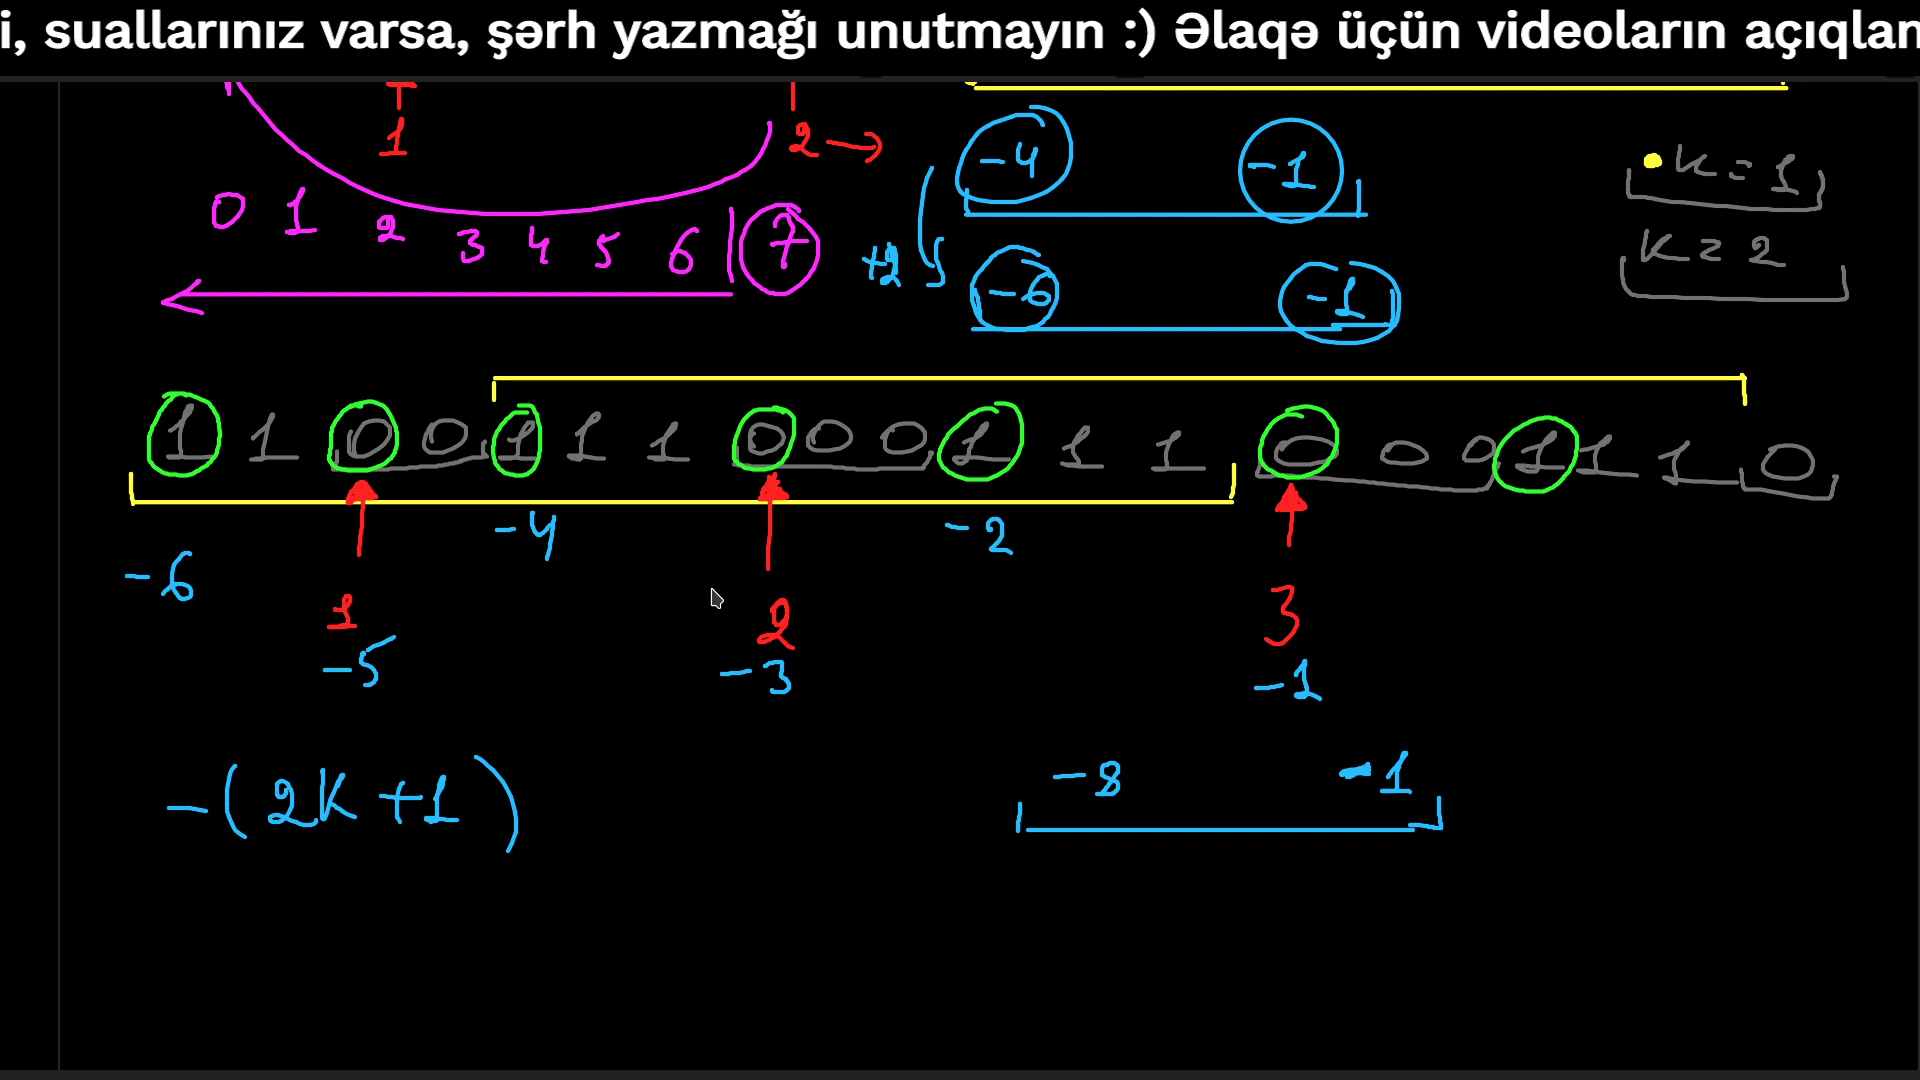 i, suallarınız varsa, şərh yazmağı unutmayın :) Əlaqə üçün videoların açıqlan
1 2
0 1 2 3 4 5 6 7
-4 -1
+2
-6 -1
K = 1
K = 2
1 1 0 0 1 1 1 0 0 0 1 1 1 0 0 0 1 1 1 0
-6 -4 -2
1 2 3
-5 -3 -1
-(2K+1)
-8 -1